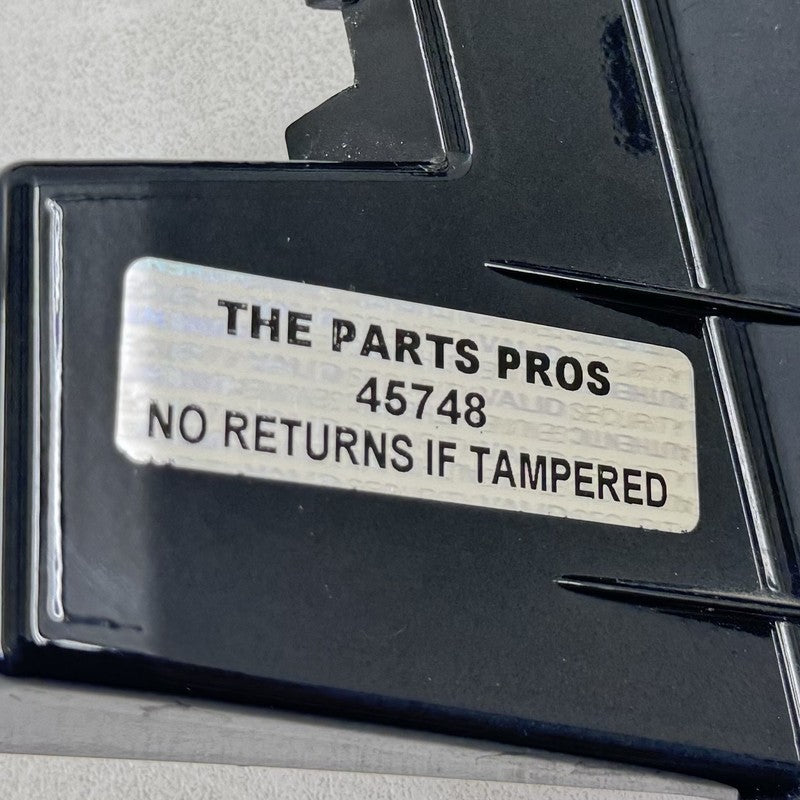 THE PARTS PROS
45748
NO RETURNS IF TAMPERED